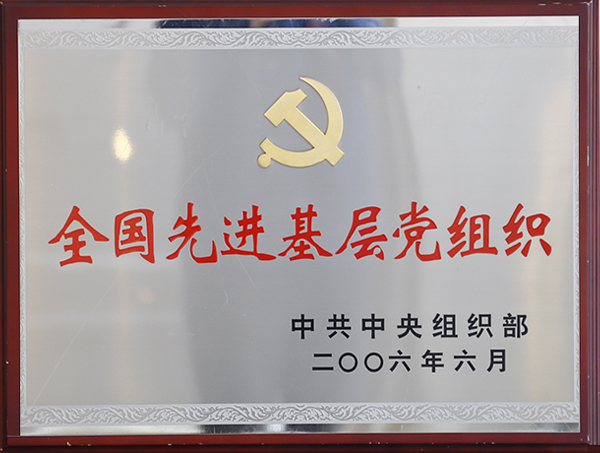 全国先进基层党组织
中共中央组织部
二〇〇六年六月